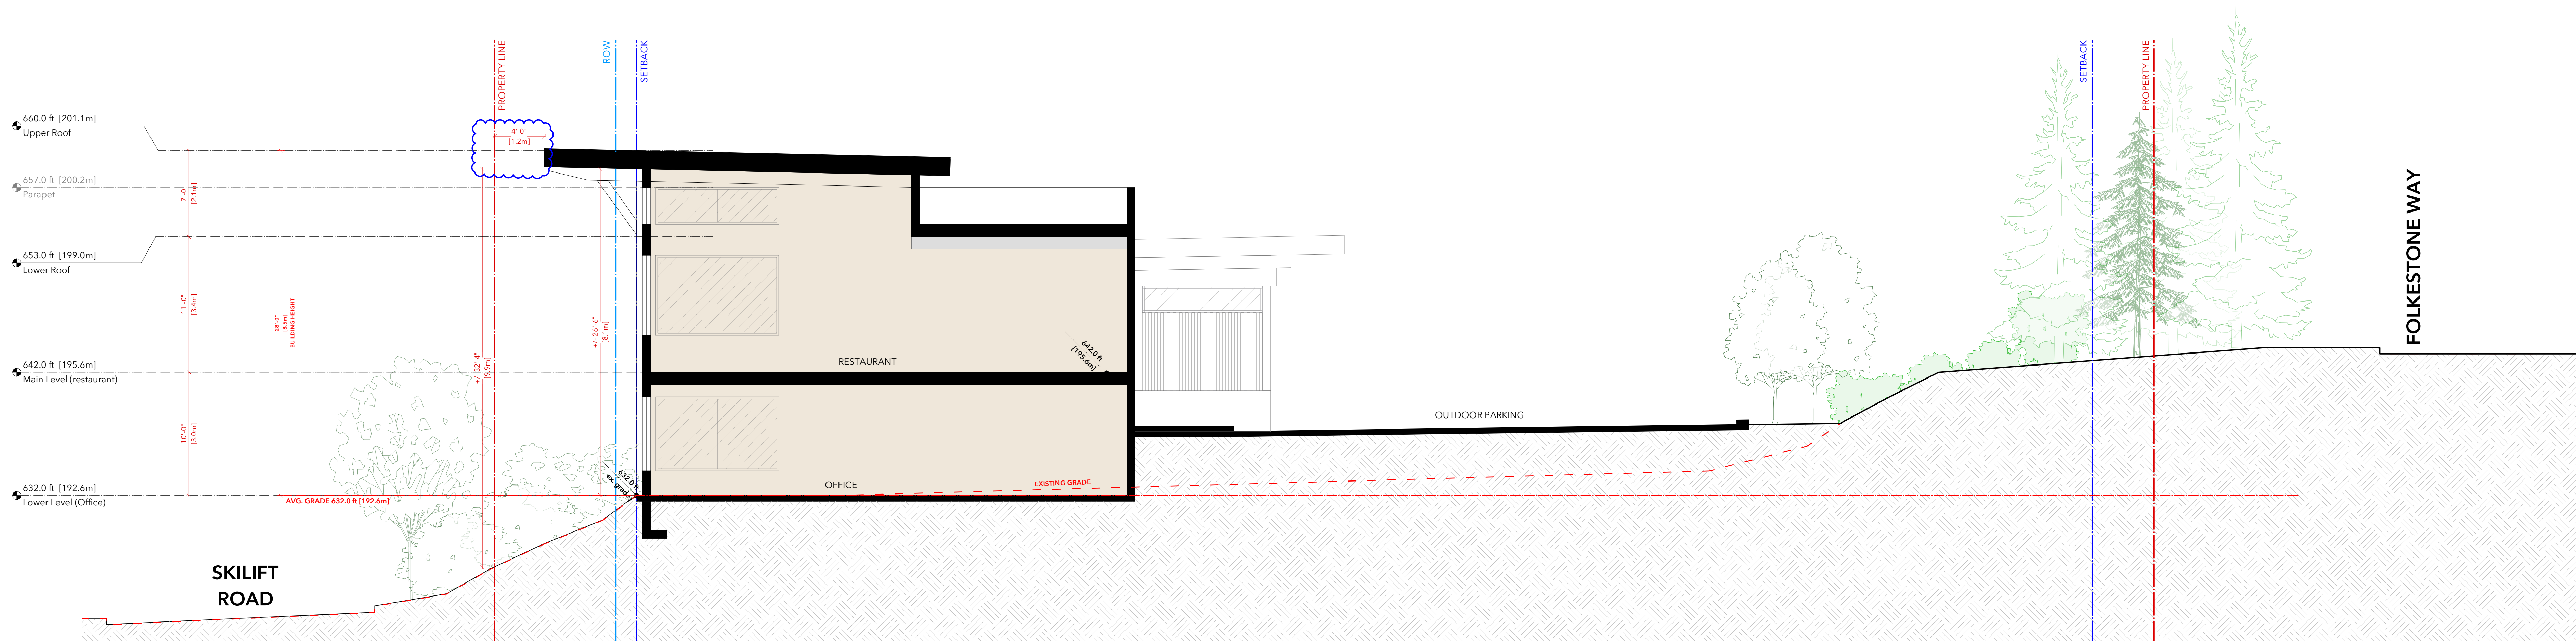 PROPERTY LINE
ROW
SETBACK
SETBACK
PROPERTY LINE
660.0 ft [201.1m]
Upper Roof
4'-0"
[1.2m]
657.0 ft [200.2m]
Parapet
7'-0"
[2.1m]
653.0 ft [199.0m]
Lower Roof
11'-0"
[3.4m]
28'-0"
[8.5m]
BUILDING HEIGHT
+/- 32'-4"
[9.9m]
+/- 26'-6"
[8.1m]
642.0 ft [195.6m]
Main Level (restaurant)
RESTAURANT
642.0 ft
[195.6m]
10'-0"
[3.0m]
OUTDOOR PARKING
632.0 ft [192.6m]
Lower Level (Office)
AVG. GRADE 632.0 ft [192.6m]
632.0 ft
ex. grade
OFFICE
EXISTING GRADE
SKILIFT
ROAD
FOLKESTONE WAY